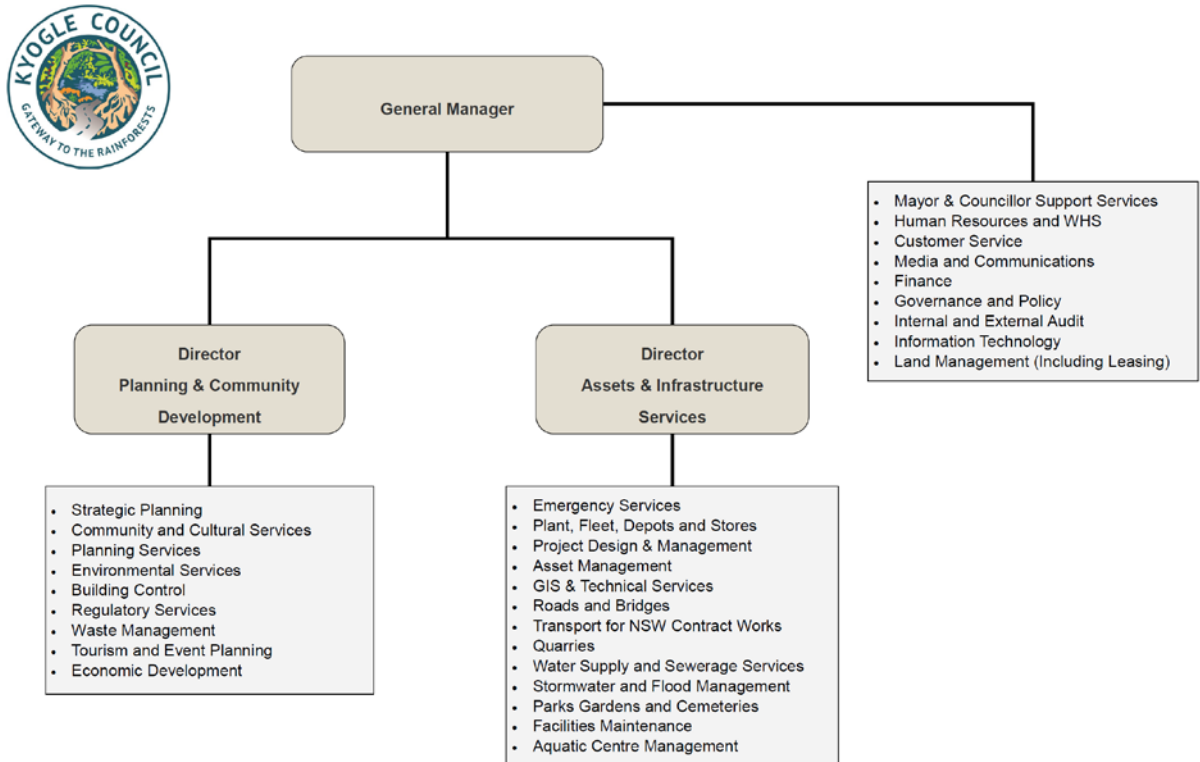 KYOGLE COUNCIL
GATEWAY TO THE RAINFORESTS
General Manager
• Mayor & Councillor Support Services
• Human Resources and WHS
• Customer Service
• Media and Communications
• Finance
• Governance and Policy
• Internal and External Audit
• Information Technology
• Land Management (Including Leasing)
Director
Planning & Community
Development
Director
Assets & Infrastructure
Services
• Strategic Planning
• Community and Cultural Services
• Planning Services
• Environmental Services
• Building Control
• Regulatory Services
• Waste Management
• Tourism and Event Planning
• Economic Development
• Emergency Services
• Plant, Fleet, Depots and Stores
• Project Design & Management
• Asset Management
• GIS & Technical Services
• Roads and Bridges
• Transport for NSW Contract Works
• Quarries
• Water Supply and Sewerage Services
• Stormwater and Flood Management
• Parks Gardens and Cemeteries
• Facilities Maintenance
• Aquatic Centre Management